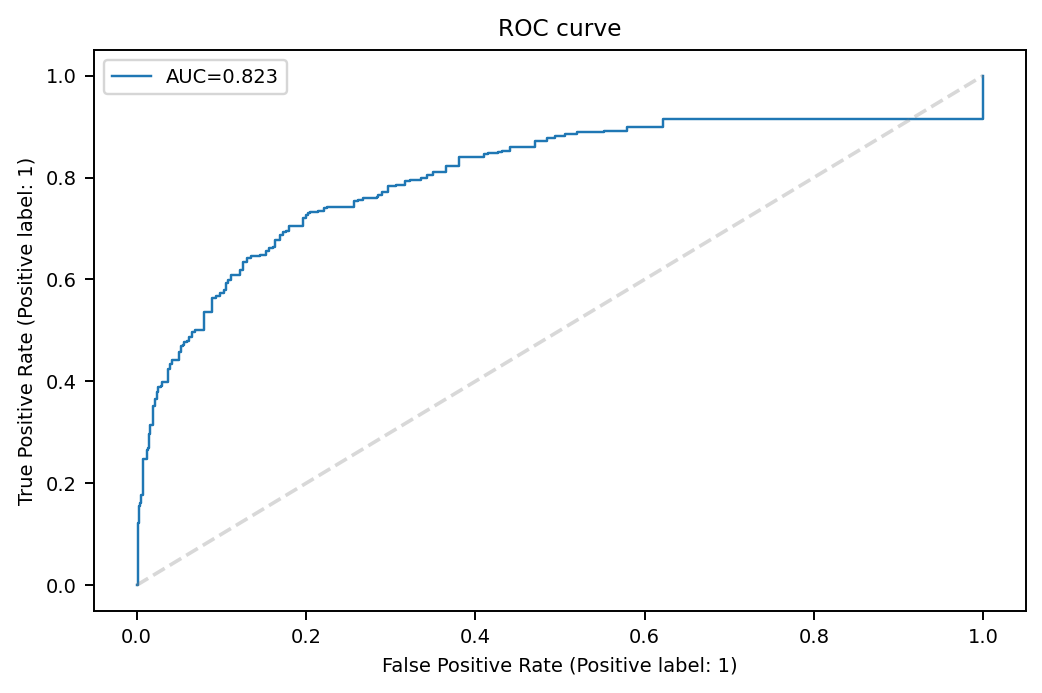 ROC curve
AUC=0.823
True Positive Rate (Positive label: 1)
1.0
0.8
0.6
0.4
0.2
0.0
0.0 0.2 0.4 0.6 0.8 1.0
False Positive Rate (Positive label: 1)